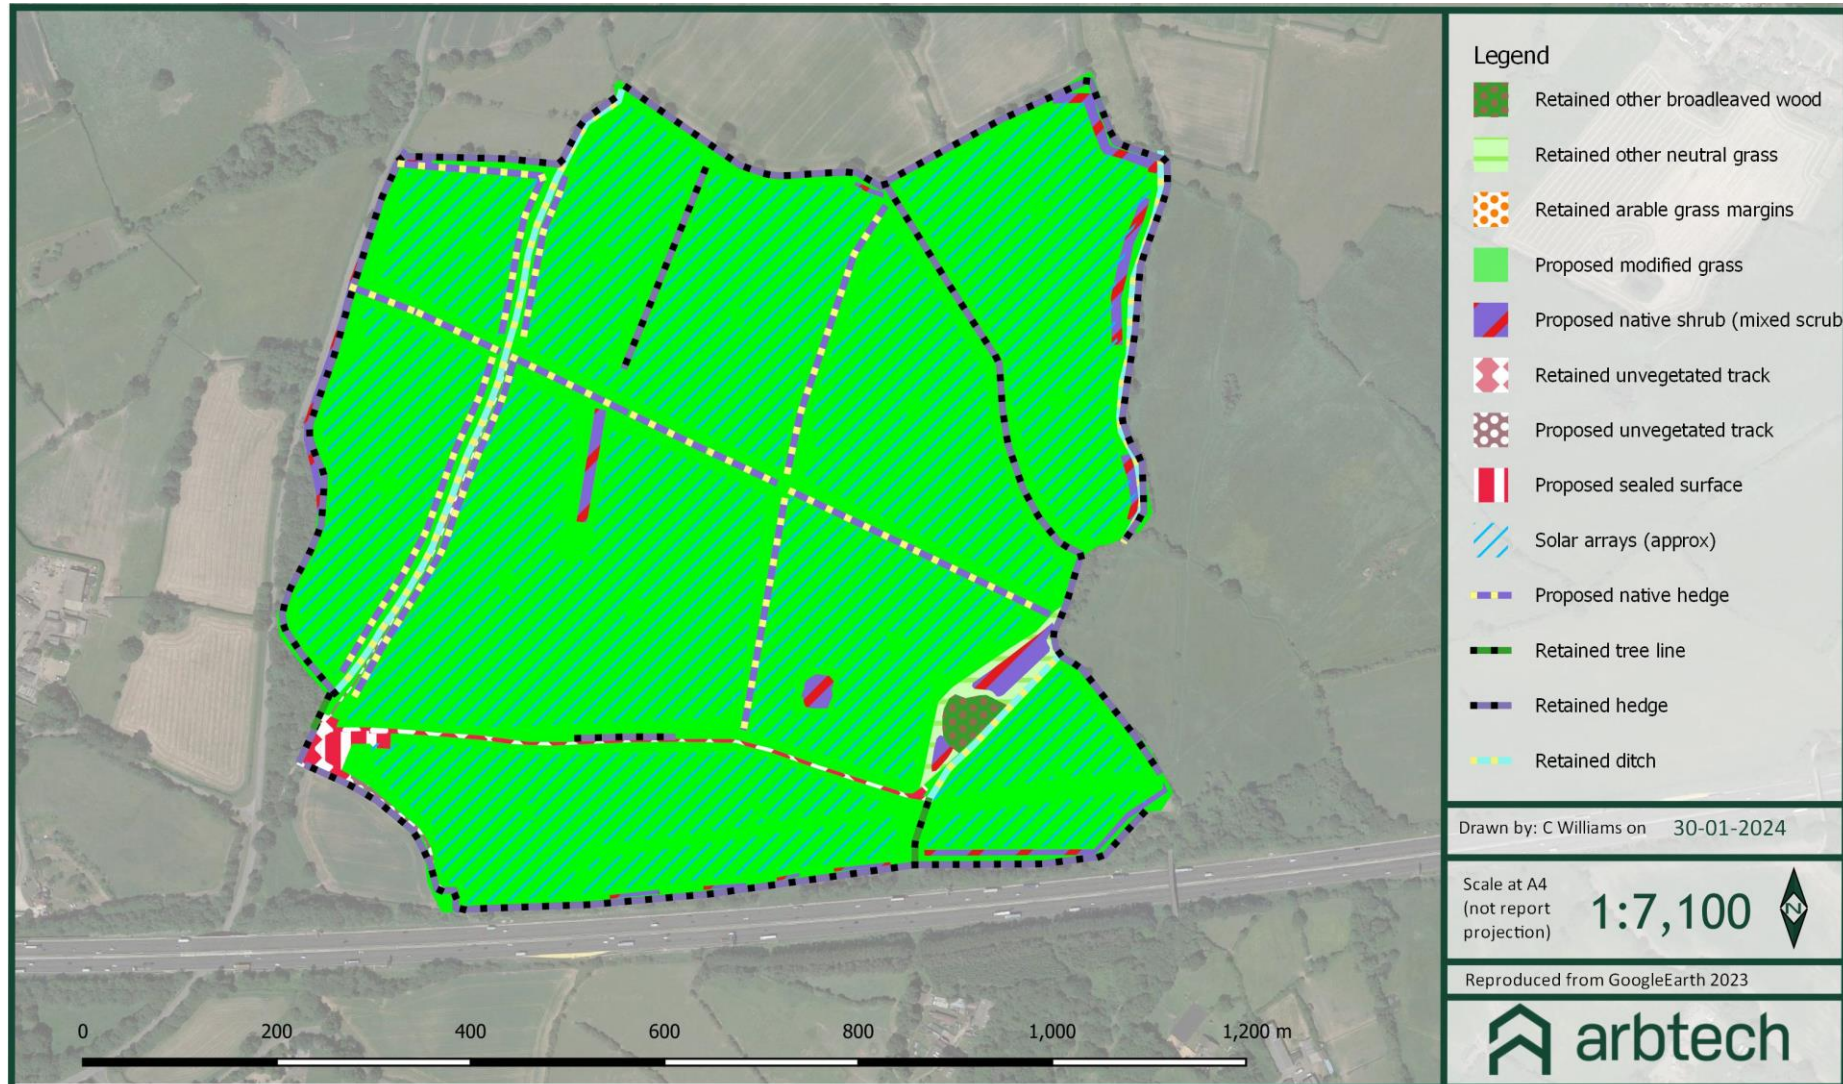 Legend
Retained other broadleaved wood
Retained other neutral grass
Retained arable grass margins
Proposed modified grass
Proposed native shrub (mixed scrub
Retained unvegetated track
Proposed unvegetated track
Proposed sealed surface
Solar arrays (approx)
Proposed native hedge
Retained tree line
Retained hedge
Retained ditch
Drawn by: C Williams on 30-01-2024
Scale at A4
(not report
projection)
1:7,100
N
Reproduced from GoogleEarth 2023
arbtech
0 200 400 600 800 1,000 1,200 m